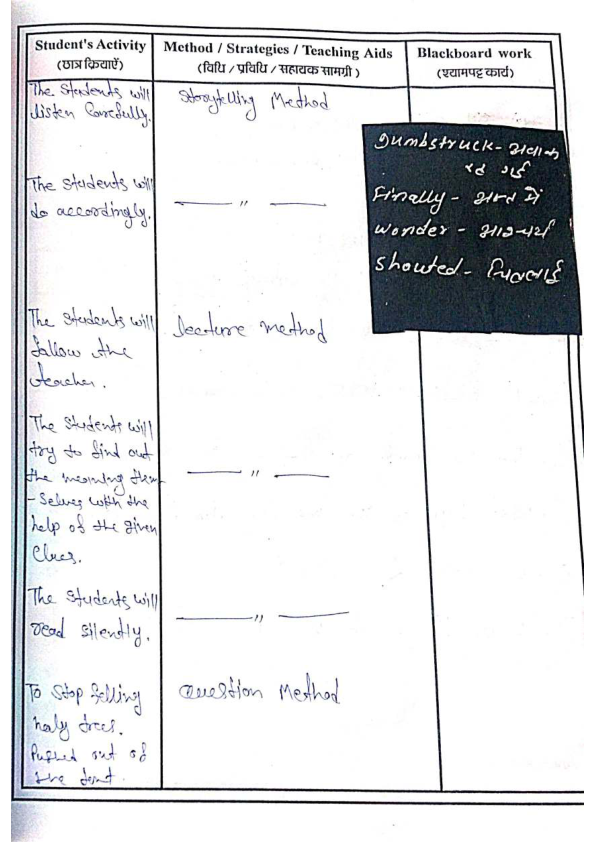 Student's Activity
(छात्र क्रियाऐं)
Method / Strategies / Teaching Aids
(विधि / प्रविधि / सहायक सामग्री)
Blackboard work
(श्यामपट्ट कार्य)
The Students will
listen Carefully.
Storytelling Method
The students will
do accordingly.
— " —
The Students will
follow the
teacher.
Lecture method
The Students will
try to find out
the meaning them
-Selves with the
help of the given
Clues.
— " —
The Students will
read silently.
— " —
To Stop felling
holy trees.
Pushed out of
the tent.
Question Method
Dumbstruck - अवाक
रह गई
Finally - अन्त में
wonder - आश्चर्य
Shouted - चिल्लाई